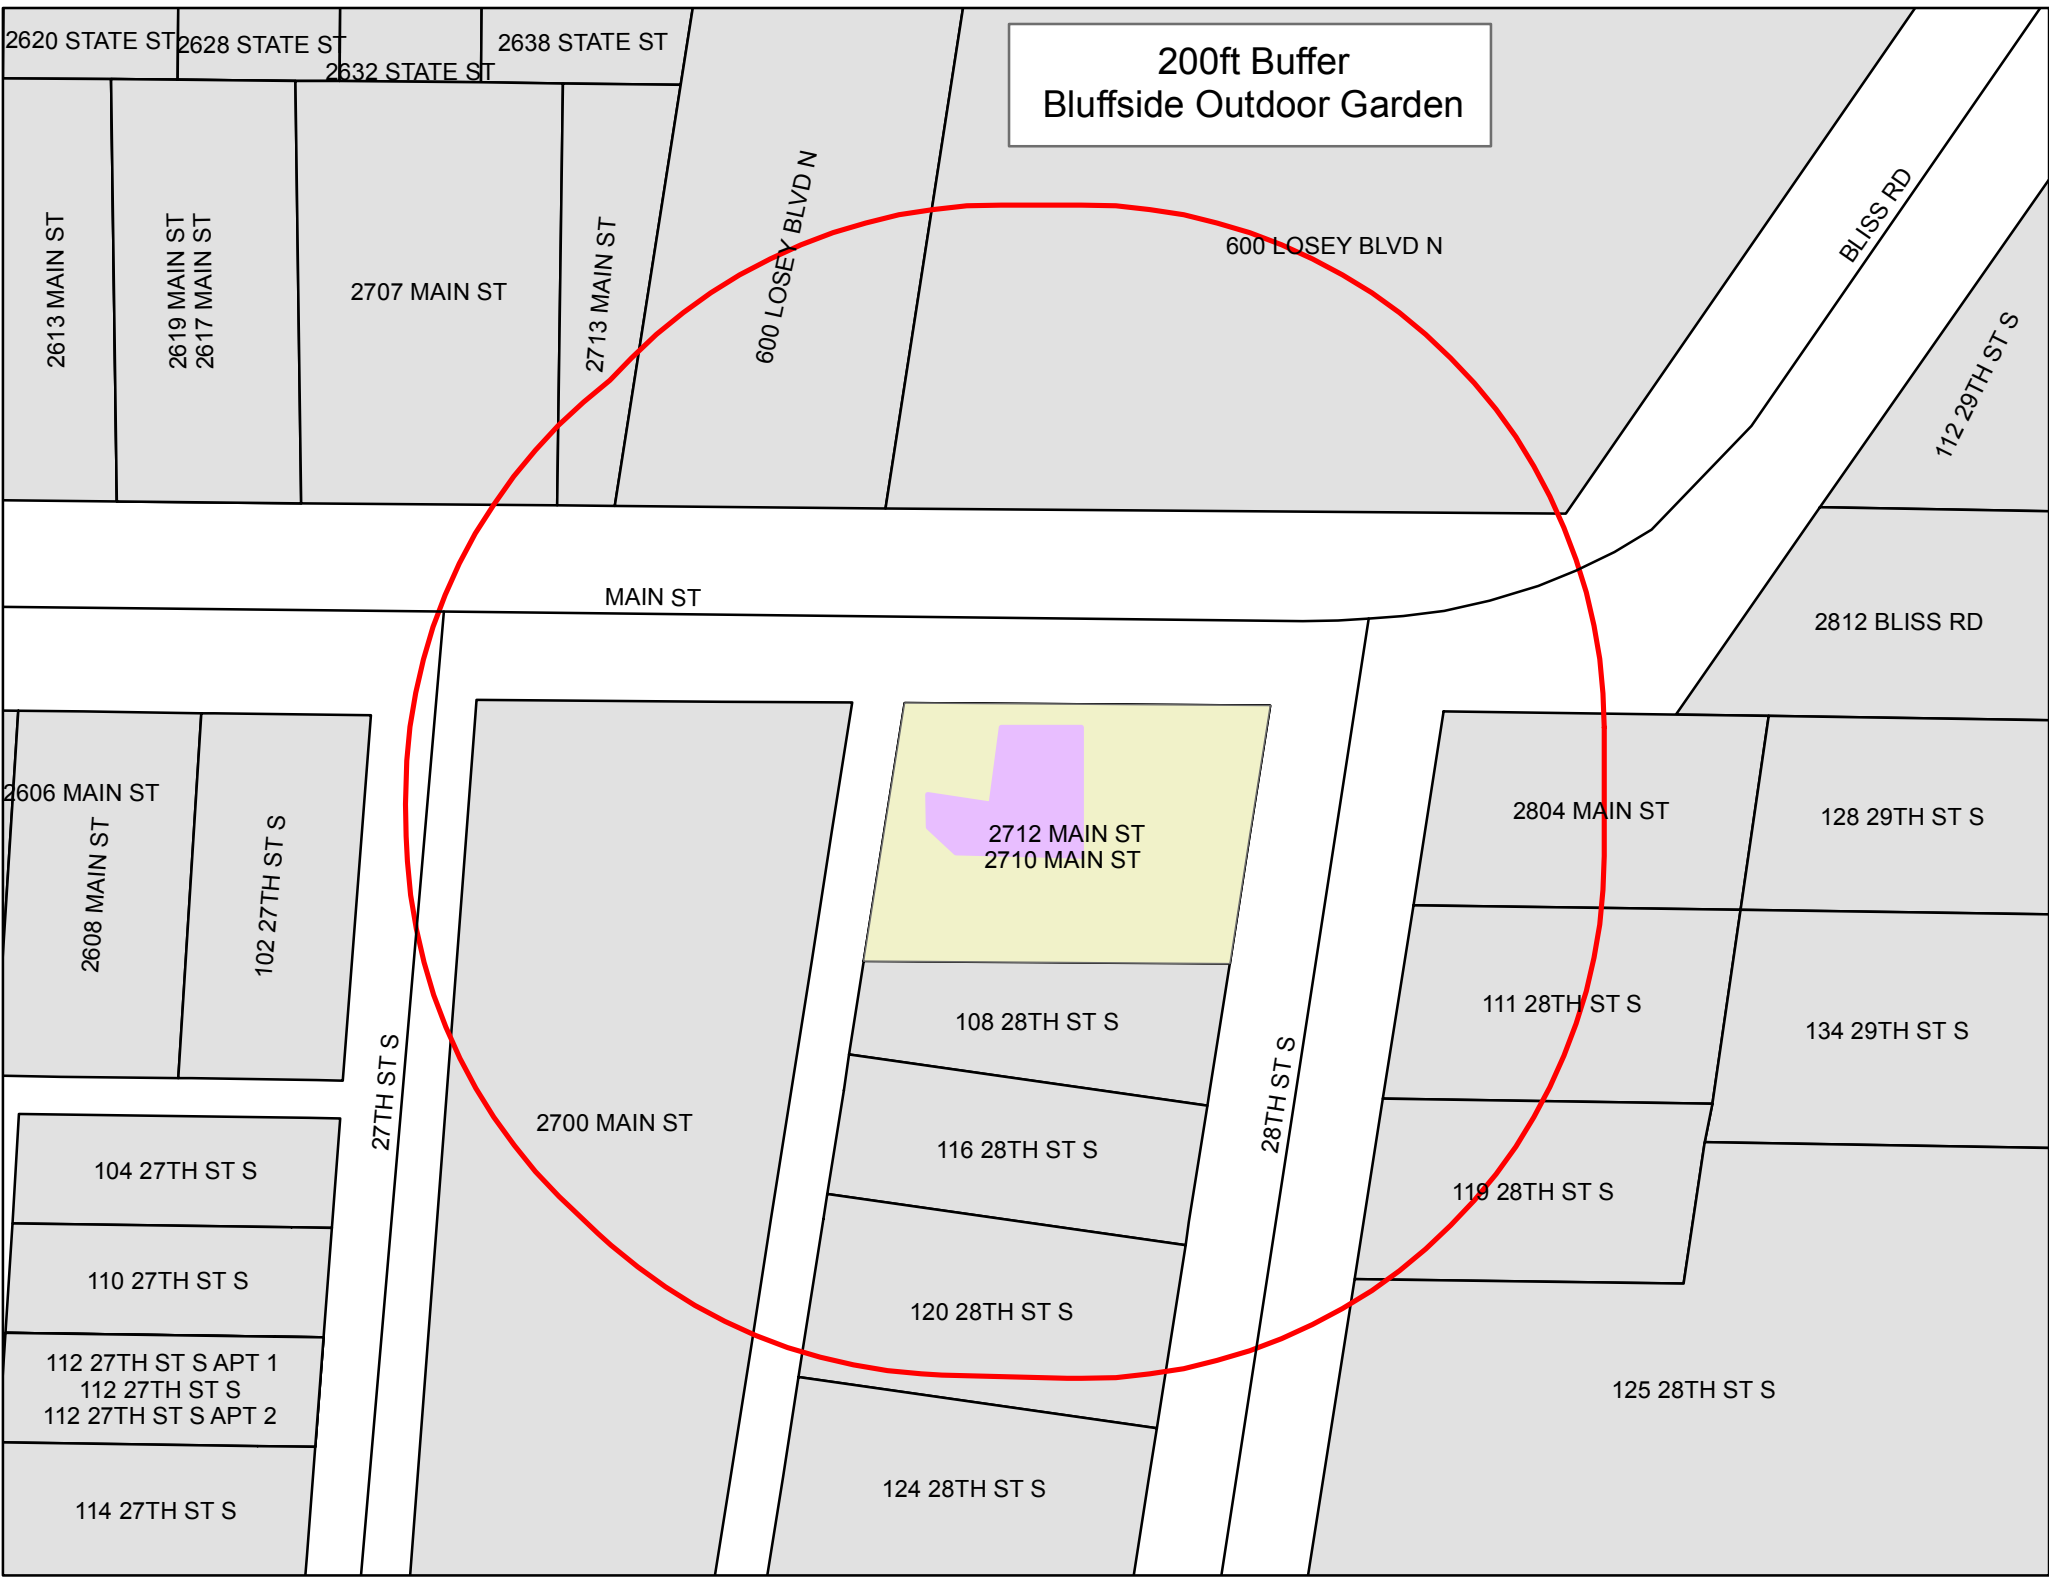 2620 STATE ST
2628 STATE ST
2632 STATE ST
2638 STATE ST
200ft Buffer
Bluffside Outdoor Garden
2613 MAIN ST
2619 MAIN ST
2617 MAIN ST
2707 MAIN ST
2713 MAIN ST
600 LOSEY BLVD N
600 LOSEY BLVD N
BLISS RD
112 29TH ST S
MAIN ST
2812 BLISS RD
2606 MAIN ST
2608 MAIN ST
102 27TH ST S
2712 MAIN ST
2710 MAIN ST
2804 MAIN ST
128 29TH ST S
108 28TH ST S
111 28TH ST S
134 29TH ST S
27TH ST S
2700 MAIN ST
116 28TH ST S
28TH ST S
104 27TH ST S
119 28TH ST S
110 27TH ST S
120 28TH ST S
112 27TH ST S APT 1
112 27TH ST S
112 27TH ST S APT 2
125 28TH ST S
124 28TH ST S
114 27TH ST S